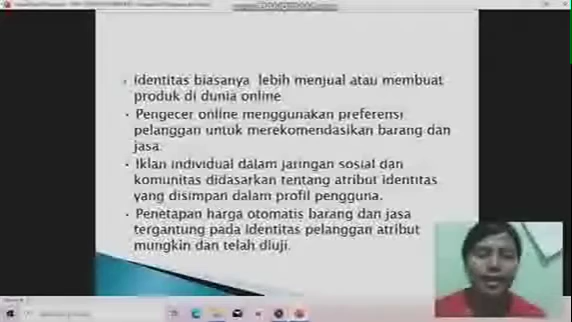 Identitas biasanya lebih menjual atau membuat
produk di dunia online
Pengecer online menggunakan preferensi
pelanggan untuk merekomendasikan barang dan
jasa.
Iklan individual dalam jaringan sosial dan
komunitas didasarkan tentang atribut identitas
yang disimpan dalam profil pengguna.
Penetapan harga otomatis barang dan jasa
tergantung pada identitas pelanggan atribut
mungkin dan telah diuji.